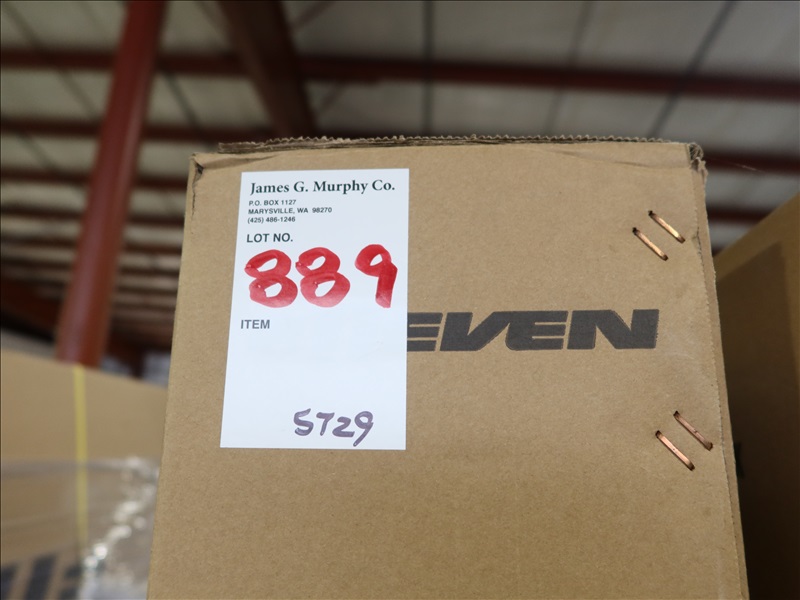 James G. Murphy Co.
P.O. BOX 1127
MARYSVILLE, WA 98270
(425) 486-1246
LOT NO.
889
EVEN
ITEM
5729